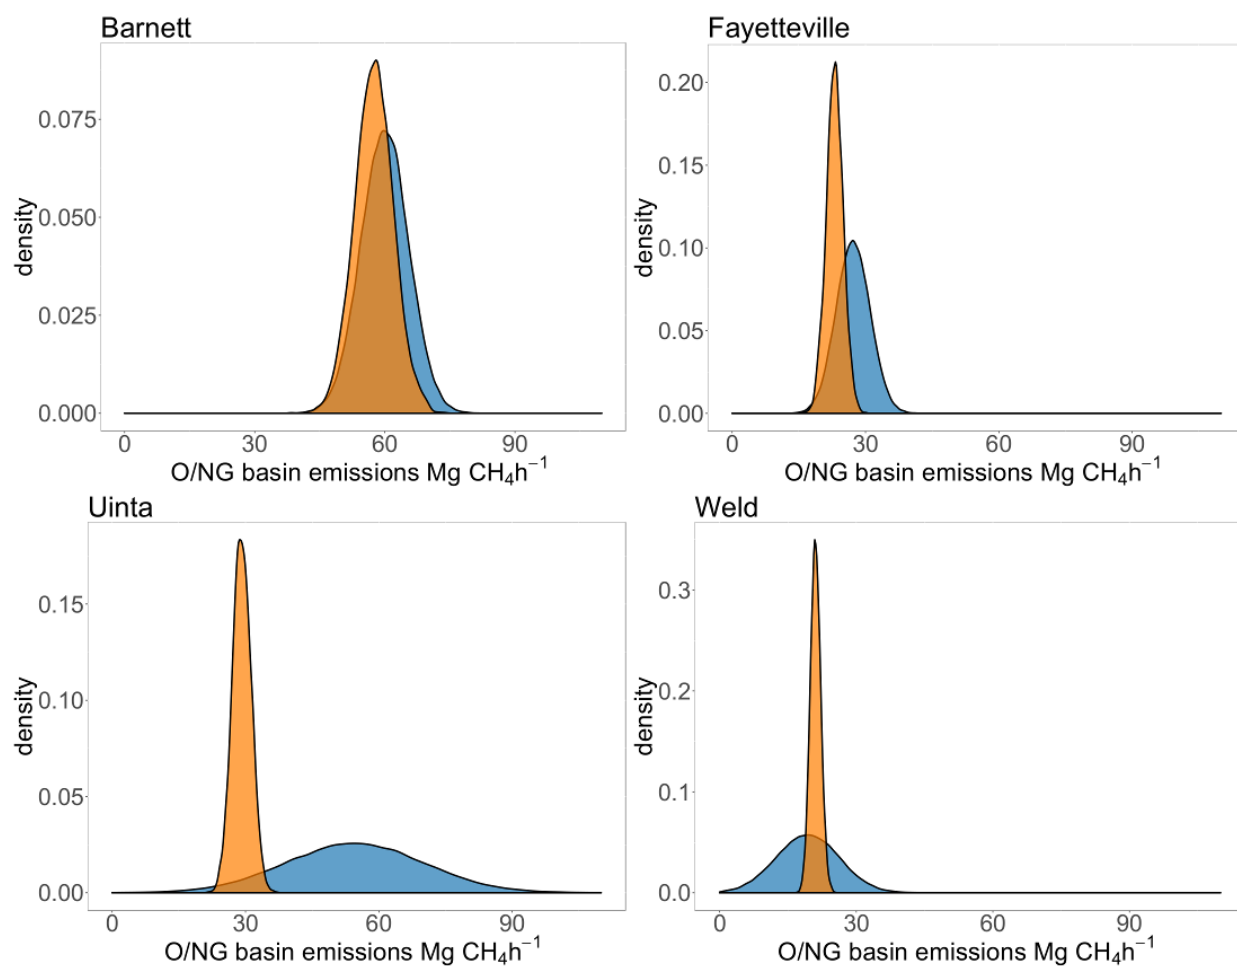 Barnett
density
0.075
0.050
0.025
0.000
0 30 60 90
O/NG basin emissions Mg CH₄h⁻¹
Fayetteville
density
0.20
0.15
0.10
0.05
0.00
0 30 60 90
O/NG basin emissions Mg CH₄h⁻¹
Uinta
density
0.15
0.10
0.05
0.00
0 30 60 90
O/NG basin emissions Mg CH₄h⁻¹
Weld
density
0.3
0.2
0.1
0.0
0 30 60 90
O/NG basin emissions Mg CH₄h⁻¹